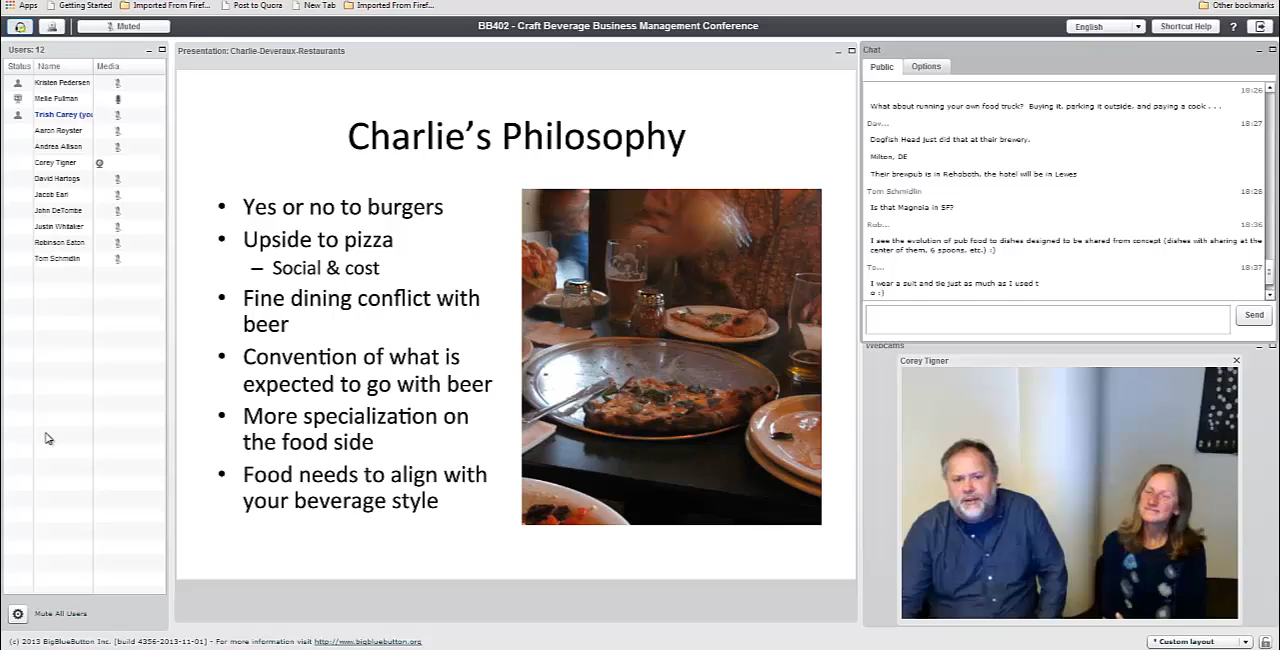 Apps Getting Started Imported From Firef... Post to Quora New Tab Imported From Firef... Other bookmarks
Muted BB402 - Craft Beverage Business Management Conference English Shortcut Help ?
Users: 12
Status Name Media
Kristen Pedersen
Melie Pullman
Trish Carey (you
Aaron Royster
Andrea Allson
Corey Tigner
David Hartogs
Jacob Earl
John DeTombe
Justin Whitaker
Robinson Eaton
Tom Schmidlin
Mute All Users
Presentation: Charlie-Deveraux-Restaurants
Charlie's Philosophy
• Yes or no to burgers
• Upside to pizza
– Social & cost
• Fine dining conflict with
beer
• Convention of what is
expected to go with beer
• More specialization on
the food side
• Food needs to align with
your beverage style
Chat
Public Options
18:26
What about running your own food truck? Buying it, parking it outside, and paying a cook . . .
Dav... 18:27
Dogfish Head just did that at their brewery.
Milton, DE
Their brewpub is in Rehoboth, the hotel will be in Lewes
Tom Schmidlin 18:28
Is that Magnolia in SF?
Rob... 18:36
I see the evolution of pub food to dishes designed to be shared from concept (dishes with sharing at the
center of them, 6 spoons, etc.) :)
To... 18:37
I wear a suit and tie just as much as I used t
o :)
Send
Webcams
Corey Tigner
(c) 2013 BigBlueButton Inc. [build 4356-2013-11-01] - For more information visit http://www.bigbluebutton.org
* Custom layout